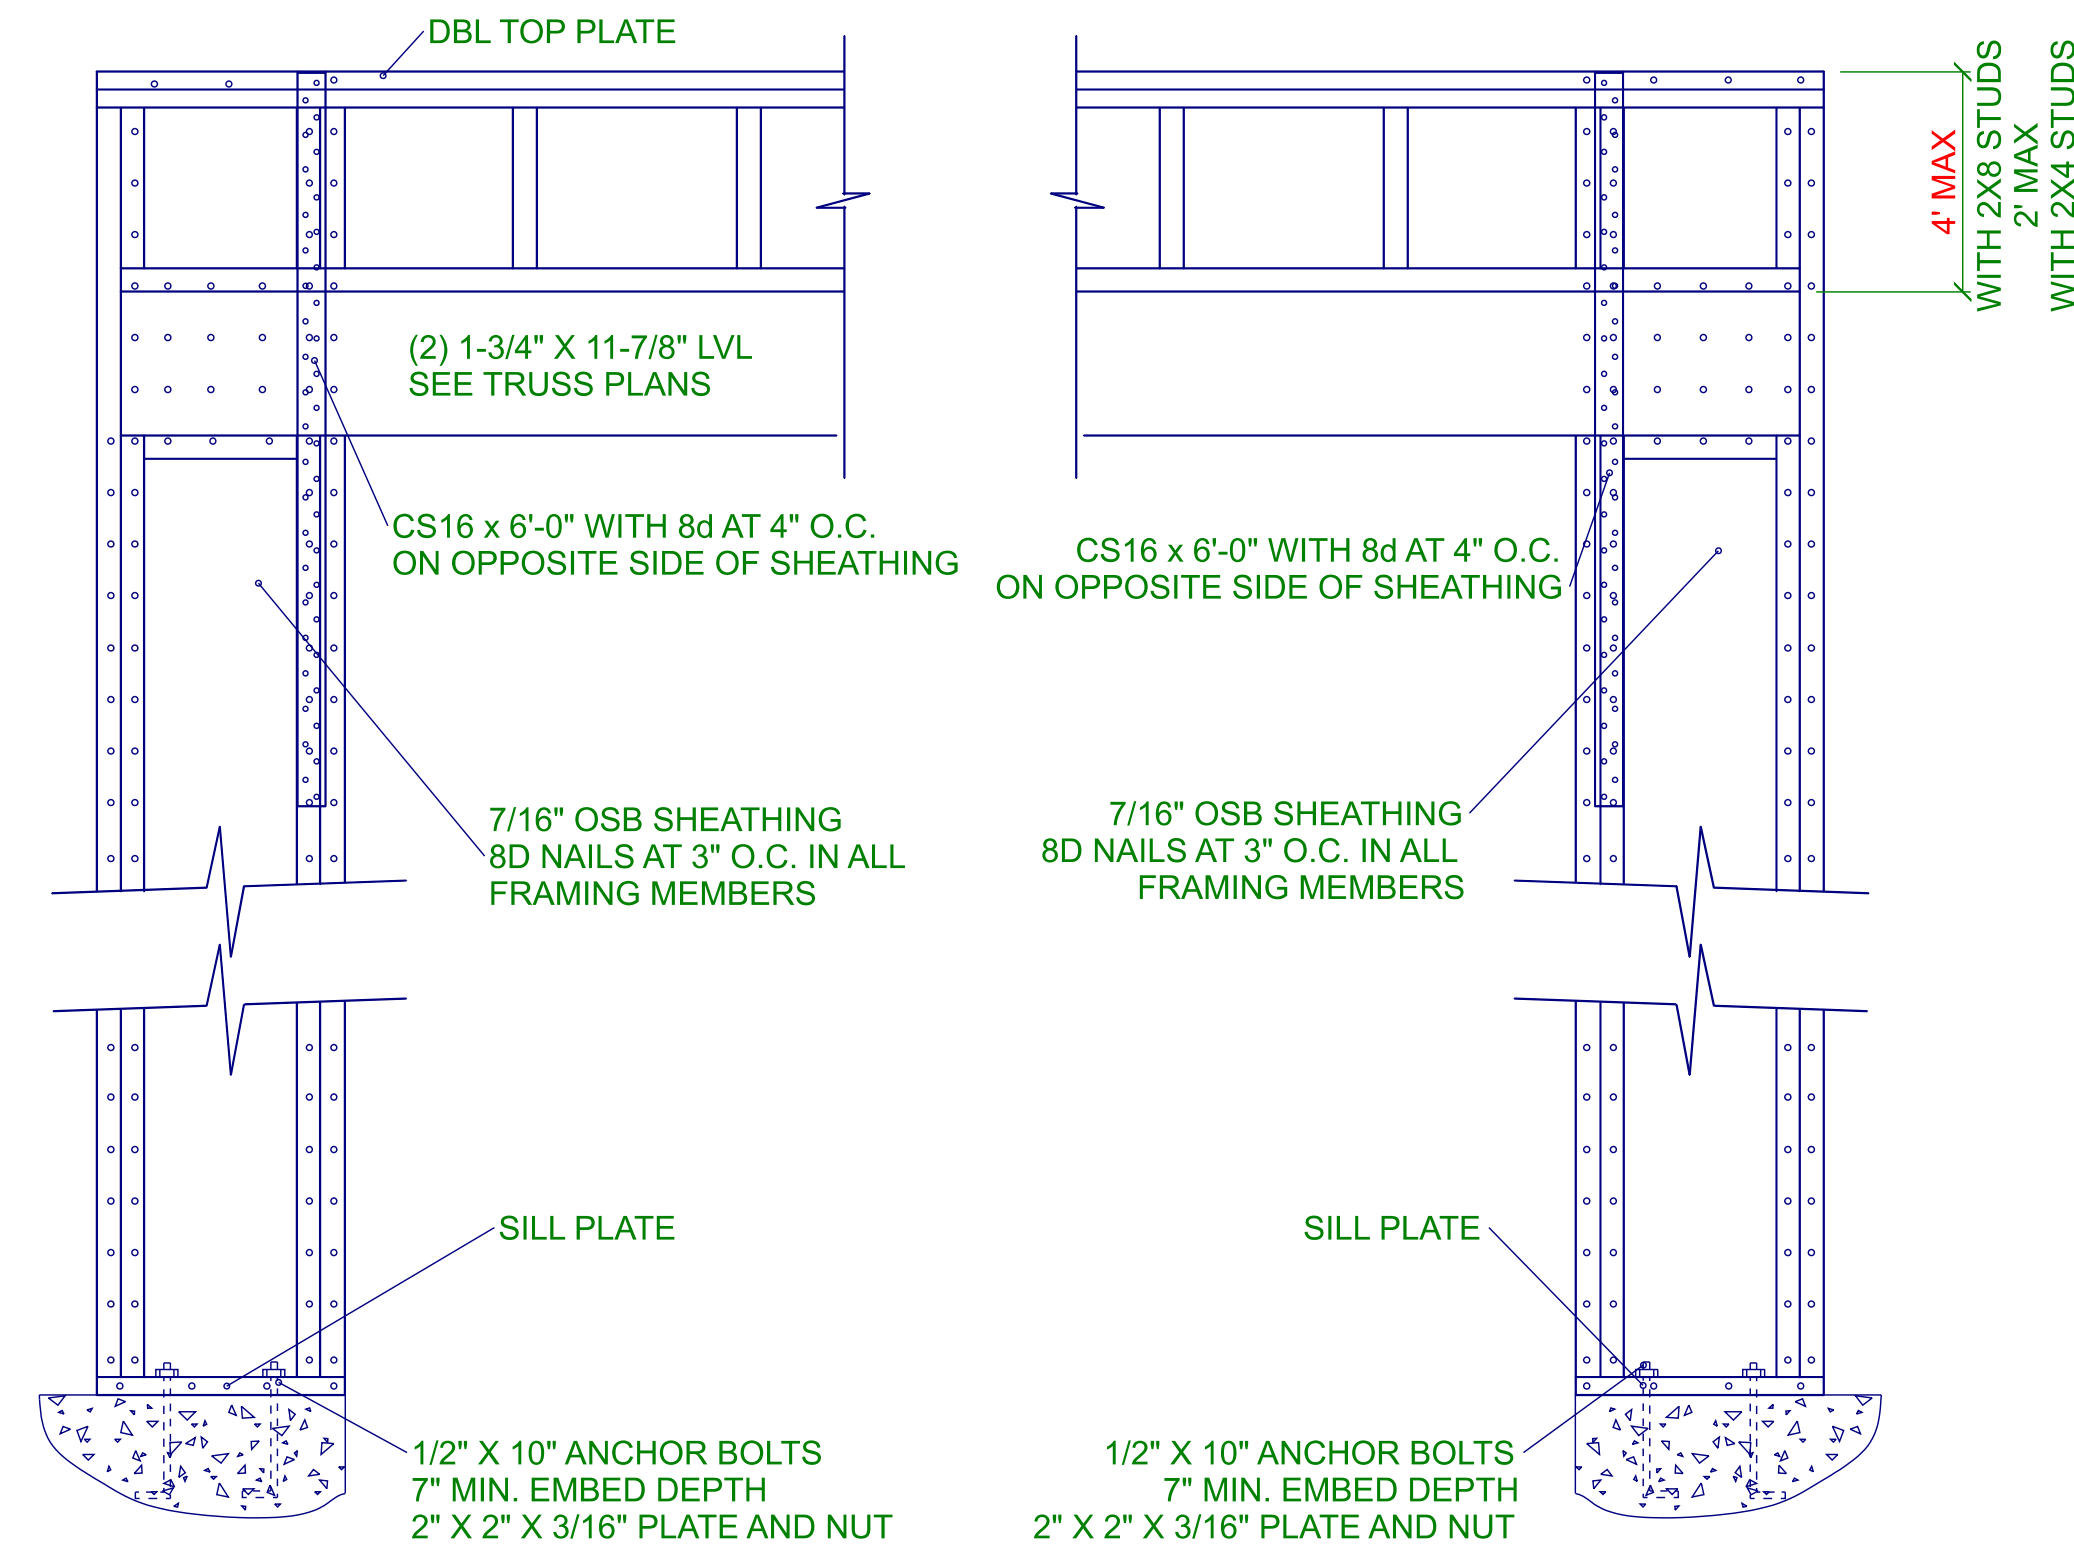 DBL TOP PLATE
4' MAX
WITH 2X8 STUDS
2' MAX
WITH 2X4 STUDS
(2) 1-3/4" X 11-7/8" LVL
SEE TRUSS PLANS
CS16 x 6'-0" WITH 8d AT 4" O.C.
ON OPPOSITE SIDE OF SHEATHING
CS16 x 6'-0" WITH 8d AT 4" O.C.
ON OPPOSITE SIDE OF SHEATHING
7/16" OSB SHEATHING
8D NAILS AT 3" O.C. IN ALL
FRAMING MEMBERS
7/16" OSB SHEATHING
8D NAILS AT 3" O.C. IN ALL
FRAMING MEMBERS
SILL PLATE
SILL PLATE
1/2" X 10" ANCHOR BOLTS
7" MIN. EMBED DEPTH
2" X 2" X 3/16" PLATE AND NUT
1/2" X 10" ANCHOR BOLTS
7" MIN. EMBED DEPTH
2" X 2" X 3/16" PLATE AND NUT